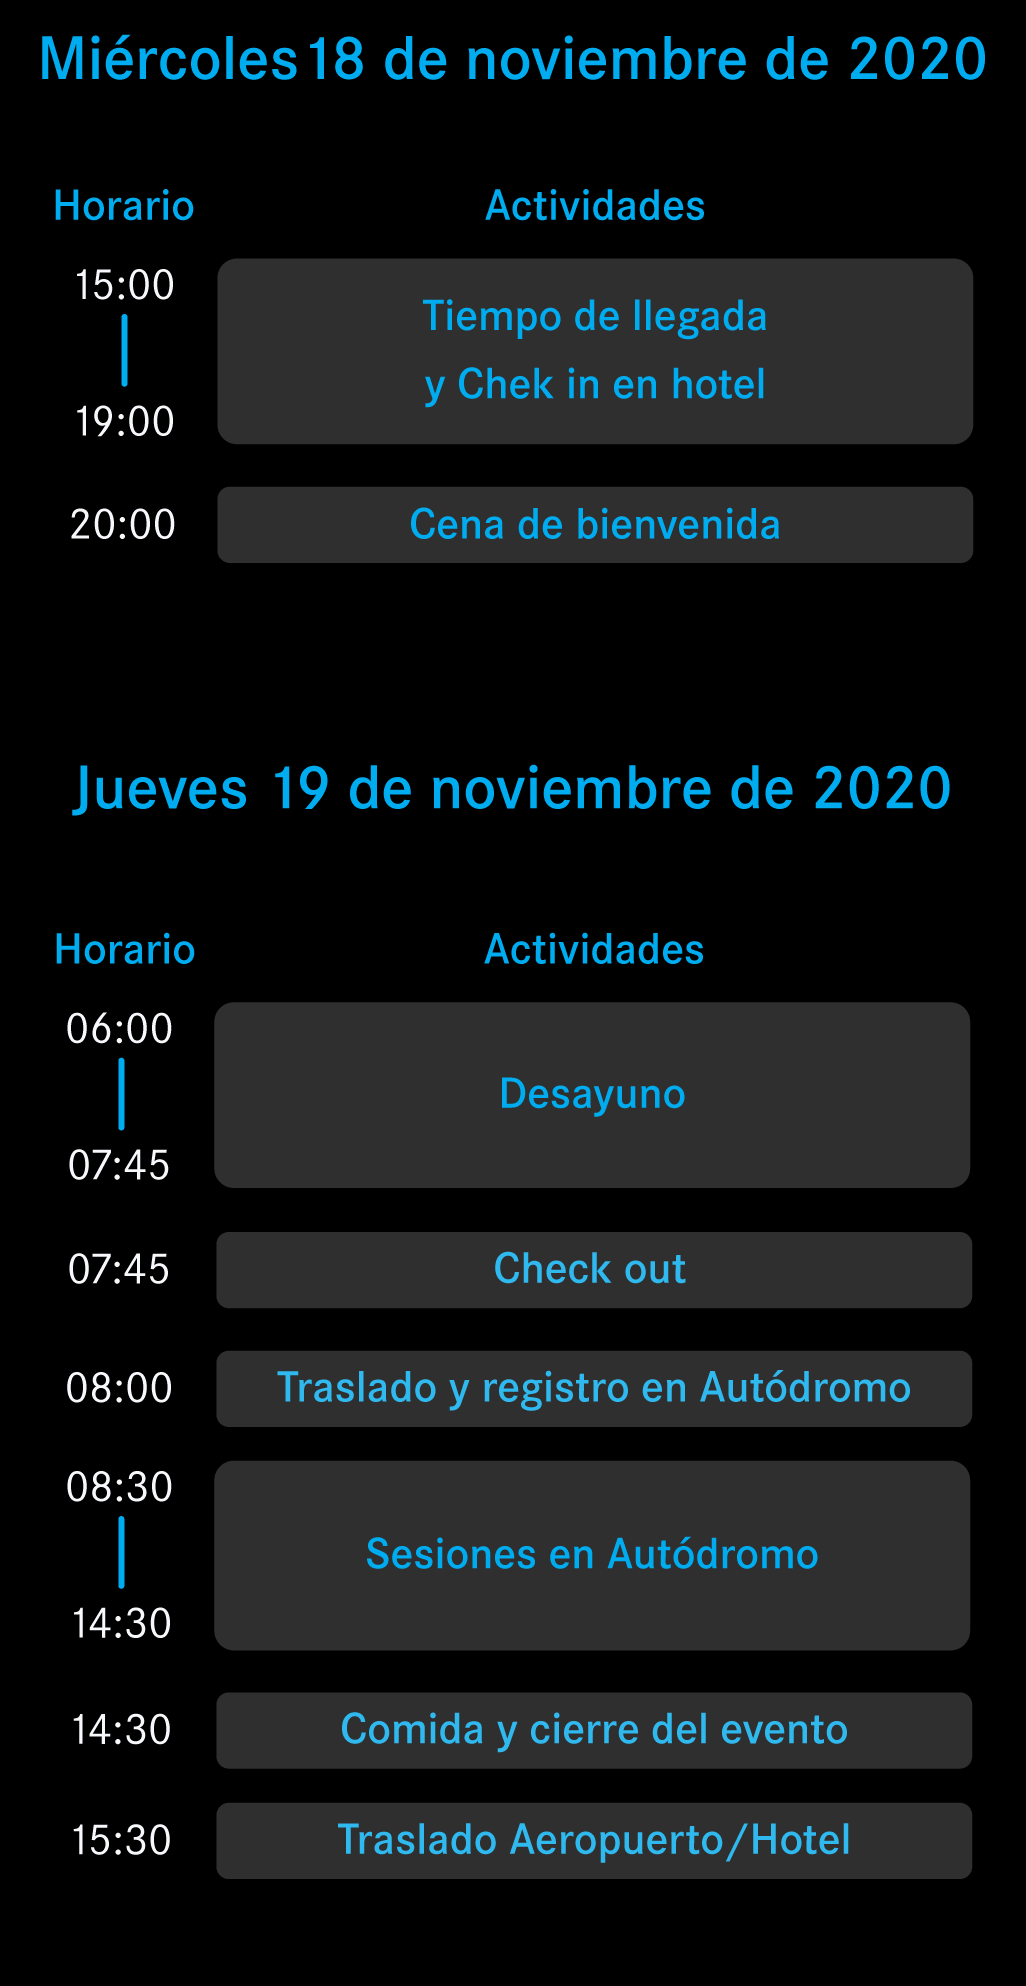 Miércoles 18 de noviembre de 2020
Horario Actividades
15:00
Tiempo de llegada
y Chek in en hotel
19:00
20:00 Cena de bienvenida
Jueves 19 de noviembre de 2020
Horario Actividades
06:00
Desayuno
07:45
07:45 Check out
08:00 Traslado y registro en Autódromo
08:30
Sesiones en Autódromo
14:30
14:30 Comida y cierre del evento
15:30 Traslado Aeropuerto/Hotel